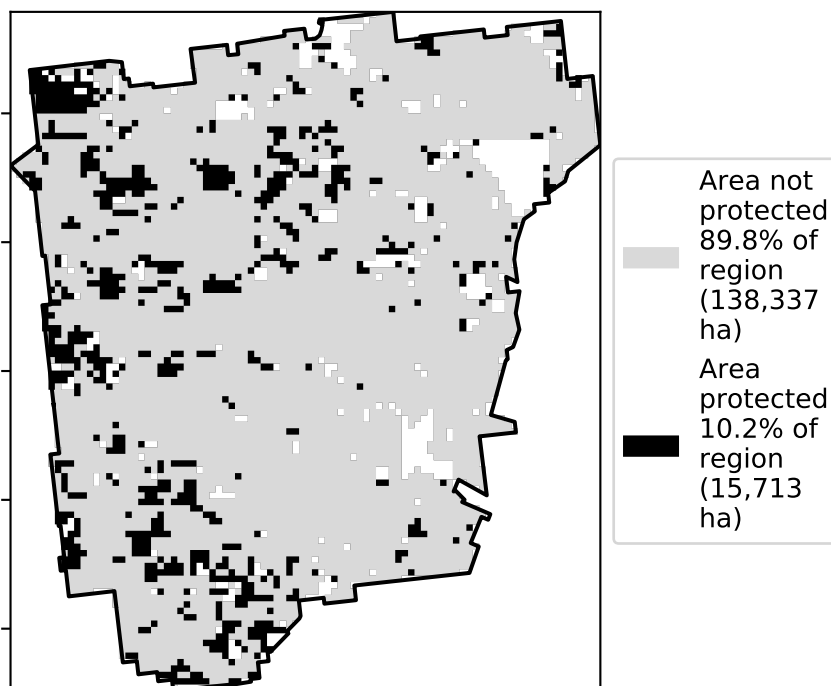 Area not
protected
89.8% of
region
(138,337
ha)
Area
protected
10.2% of
region
(15,713
ha)